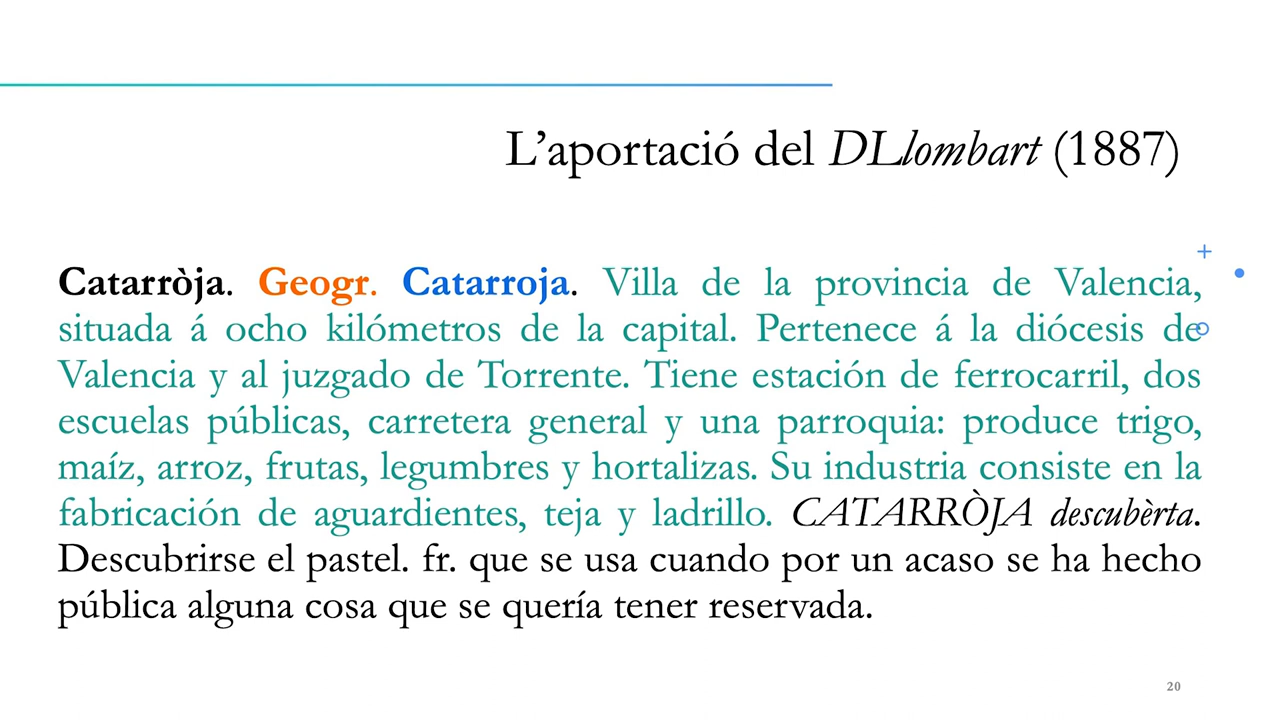 L’aportació del DLlombart (1887)
Catarròja. Geogr. Catarroja. Villa de la provincia de Valencia,
situada á ocho kilómetros de la capital. Pertenece á la diócesis de
Valencia y al juzgado de Torrente. Tiene estación de ferrocarril, dos
escuelas públicas, carretera general y una parroquia: produce trigo,
maíz, arroz, frutas, legumbres y hortalizas. Su industria consiste en la
fabricación de aguardientes, teja y ladrillo. CATARRÒJA descubèrta.
Descubrirse el pastel. fr. que se usa cuando por un acaso se ha hecho
pública alguna cosa que se quería tener reservada.
20